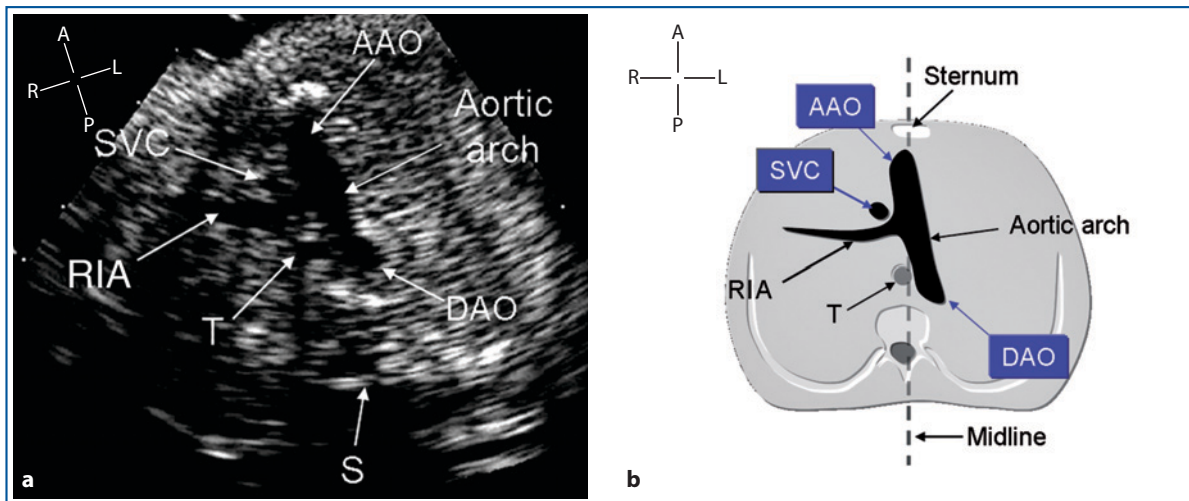 A
R
L
P
AAO
SVC
Aortic
arch
RIA
T
DAO
S
a
A
R
L
P
Sternum
AAO
SVC
Aortic arch
RIA
T
DAO
Midline
b